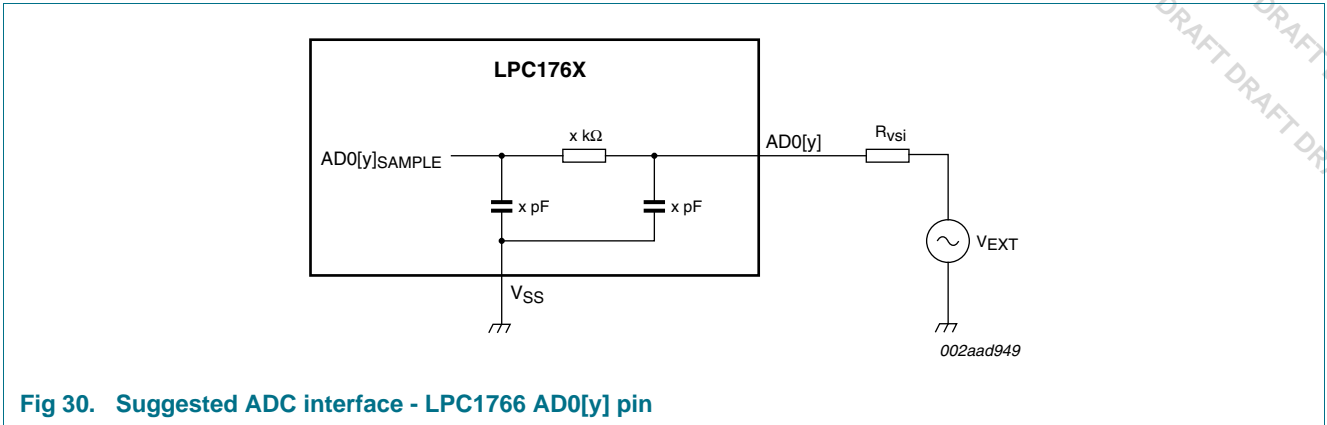 DRAFT DRAFT
DRAFT DRAFT
LPC176X
x kΩ
AD0[y]
Rvsi
AD0[y]SAMPLE
x pF
x pF
VEXT
VSS
002aad949
Fig 30. Suggested ADC interface - LPC1766 AD0[y] pin